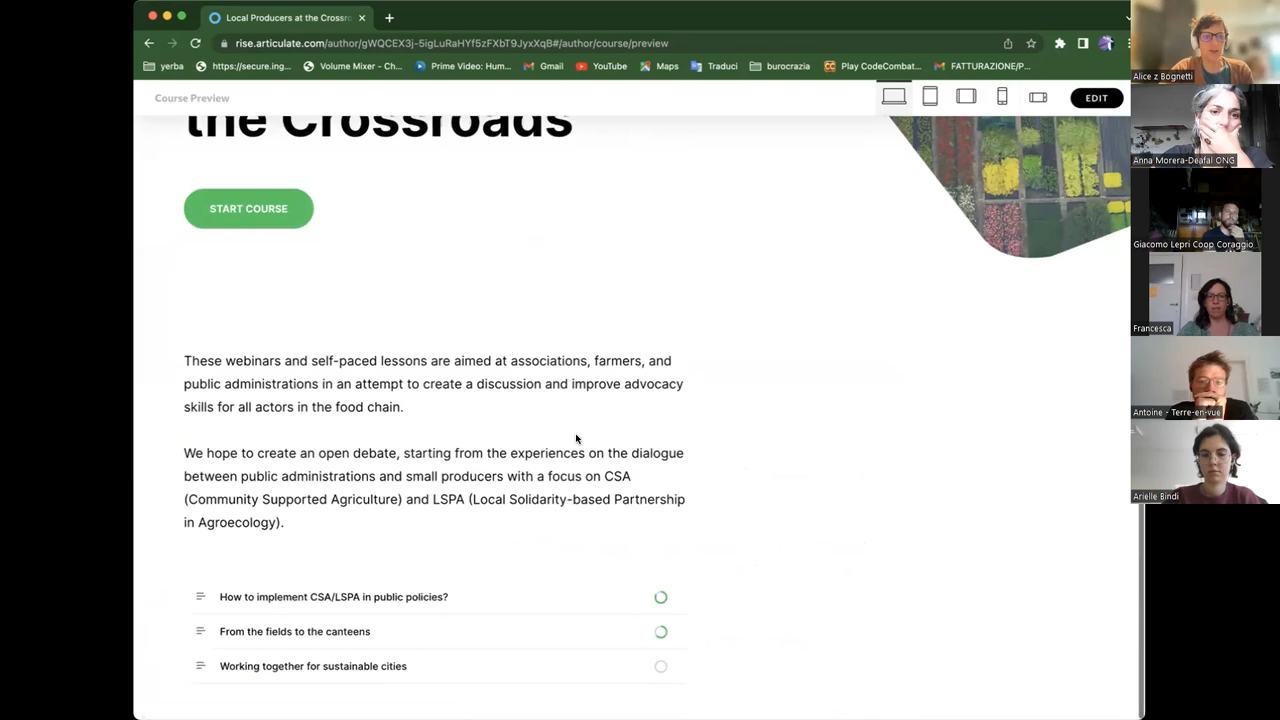 Local Producers at the Crossro
rise.articulate.com/author/gWQCEX3j-5igLuRaHYf5zFXbT9JyxXqB#/author/course/preview
yerba
https://secure.ing...
Volume Mixer - Ch...
Prime Video: Hum...
Gmail
YouTube
Maps
Traduci
burocrazia
Play CodeCombat...
FATTURAZIONE/P...
Course Preview
EDIT
the Crossroads
START COURSE
These webinars and self-paced lessons are aimed at associations, farmers, and
public administrations in an attempt to create a discussion and improve advocacy
skills for all actors in the food chain.
We hope to create an open debate, starting from the experiences on the dialogue
between public administrations and small producers with a focus on CSA
(Community Supported Agriculture) and LSPA (Local Solidarity-based Partnership
in Agroecology).
How to implement CSA/LSPA in public policies?
From the fields to the canteens
Working together for sustainable cities
Alice z Bognetti
Anna Morera-Deafal ONG
Giacomo Lepri Coop Coraggio
Francesca
Antoine - Terre-en-vue
Arielle Bindi